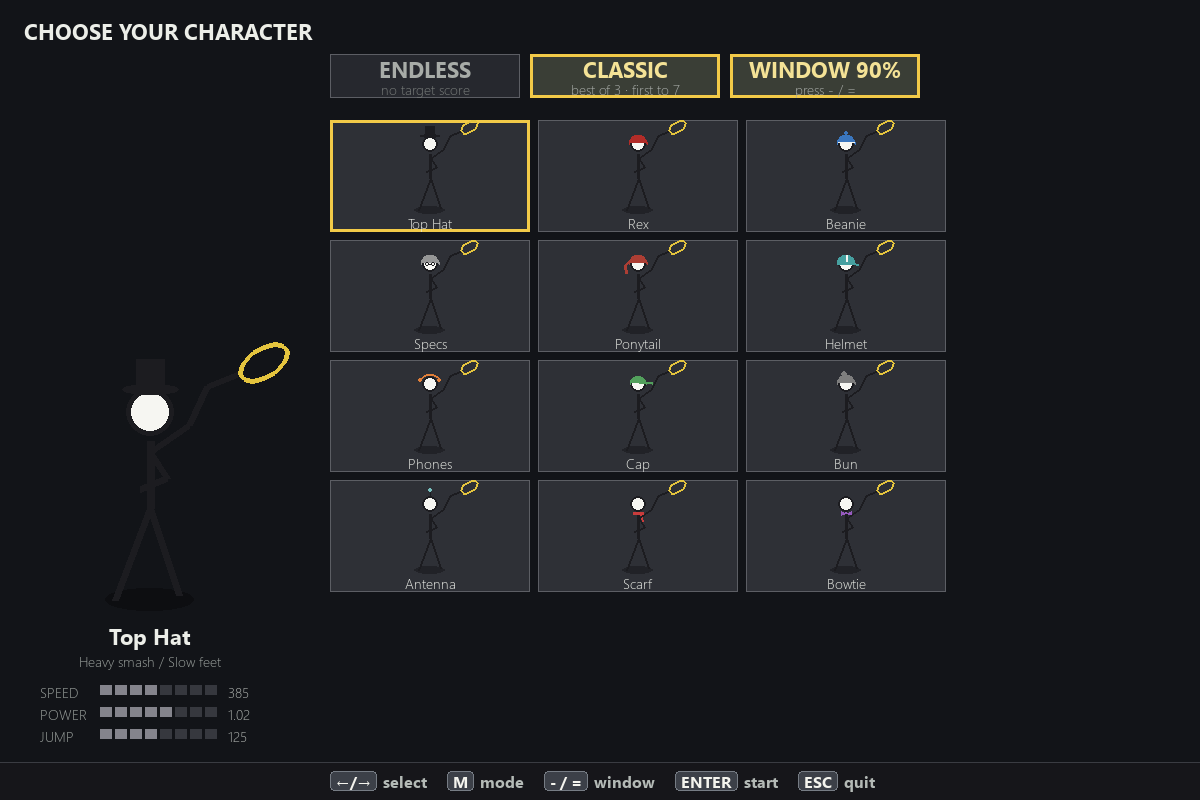 CHOOSE YOUR CHARACTER
ENDLESS
no target score
CLASSIC
best of 3 · first to 7
WINDOW 90%
press - / =
Top Hat
Rex
Beanie
Specs
Ponytail
Helmet
Phones
Cap
Bun
Antenna
Scarf
Bowtie
Top Hat
Heavy smash / Slow feet
SPEED 385
POWER 1.02
JUMP 125
←/→ select M mode - / = window ENTER start ESC quit